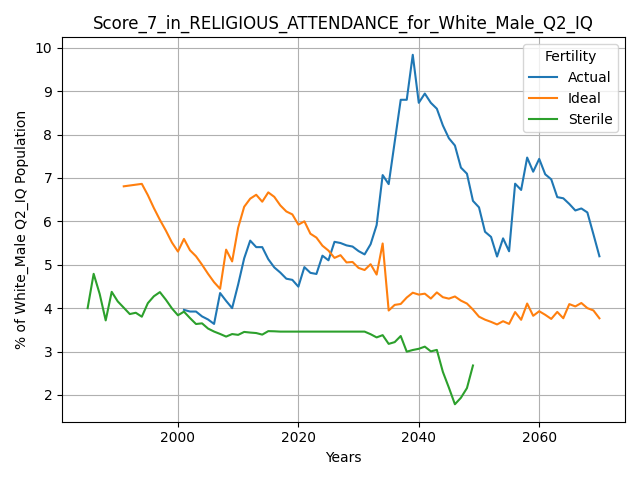 Score_7_in_RELIGIOUS_ATTENDANCE_for_White_Male_Q2_IQ
% of White_Male Q2_IQ Population
10
9
8
7
6
5
4
3
2
Fertility
Actual
Ideal
Sterile
2000
2020
2040
2060
Years